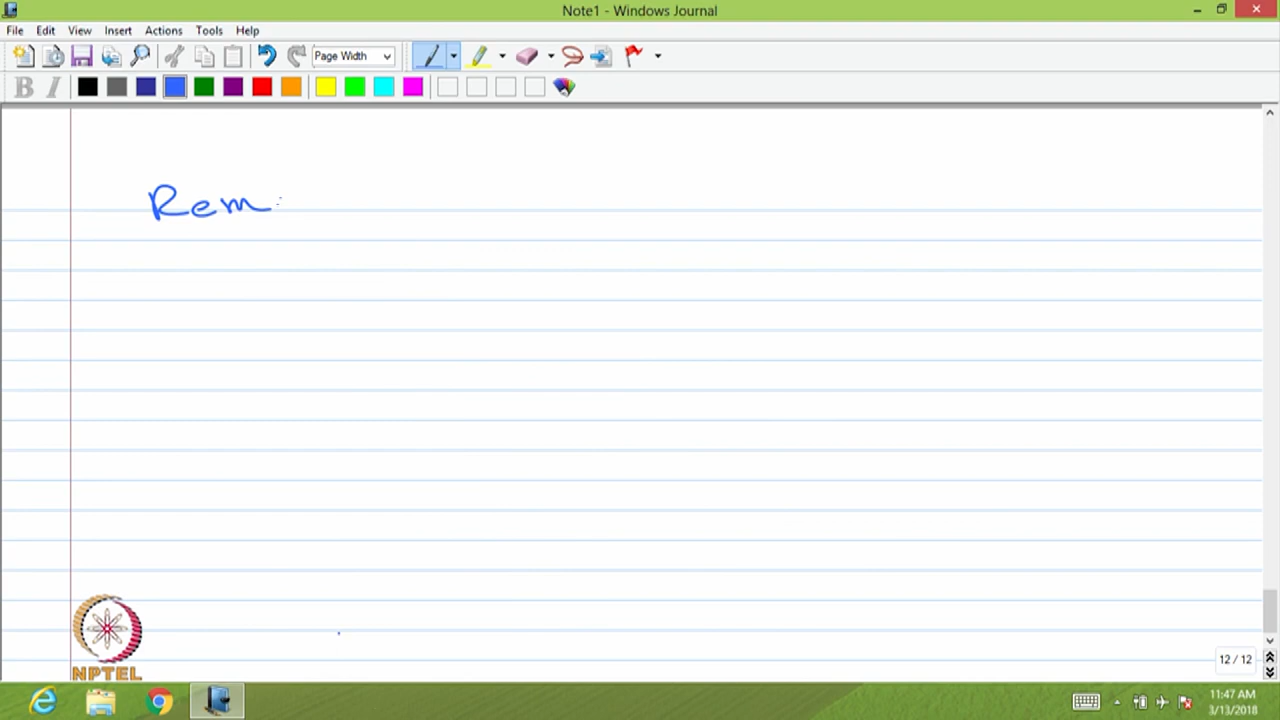 Note1 - Windows Journal
File Edit View Insert Actions Tools Help
Page Width
B I
Rem:
NPTEL
12 / 12
11:47 AM
3/13/2018